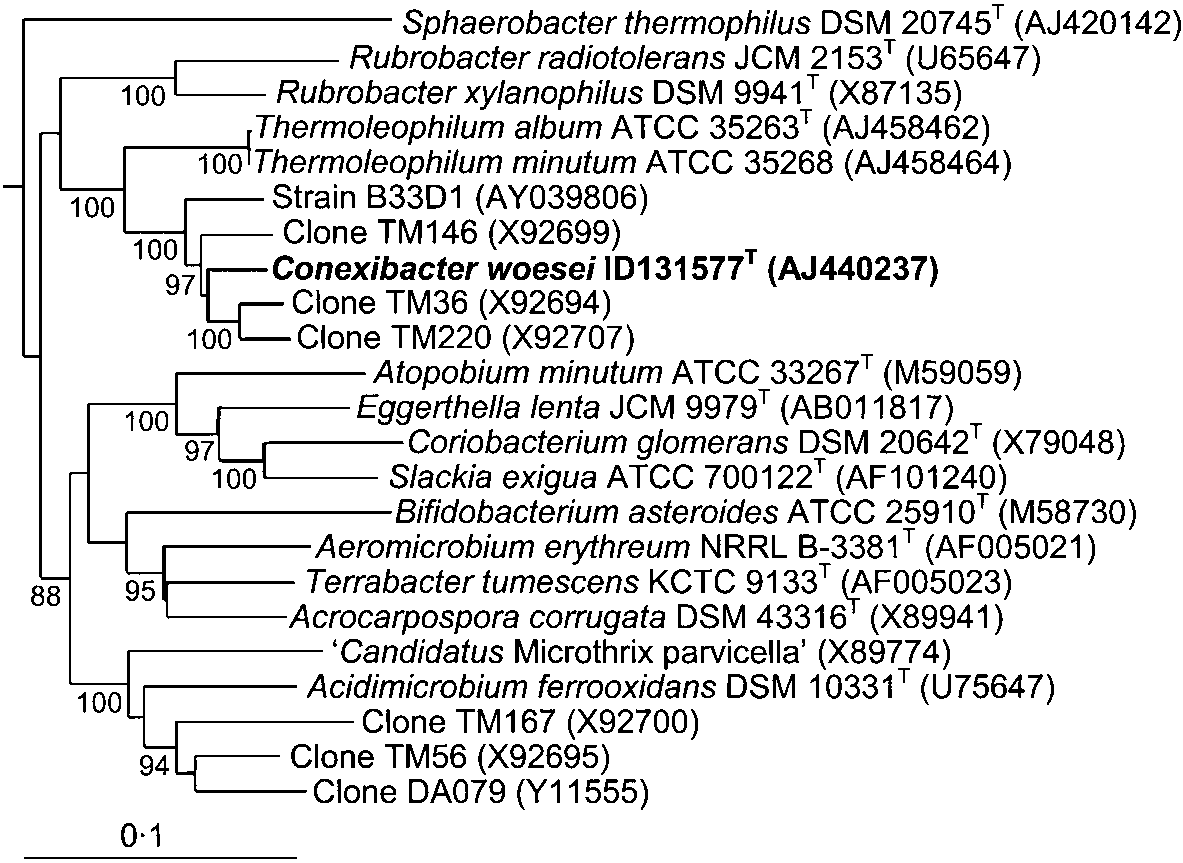 Sphaerobacter thermophilus DSM 20745T (AJ420142)
Rubrobacter radiotolerans JCM 2153T (U65647)
100
Rubrobacter xylanophilus DSM 9941T (X87135)
Thermoleophilum album ATCC 35263T (AJ458462)
100
Thermoleophilum minutum ATCC 35268 (AJ458464)
100
Strain B33D1 (AY039806)
100
Clone TM146 (X92699)
97
Conexibacter woesei ID131577T (AJ440237)
Clone TM36 (X92694)
100
Clone TM220 (X92707)
Atopobium minutum ATCC 33267T (M59059)
100
Eggerthella lenta JCM 9979T (AB011817)
97
Coriobacterium glomerans DSM 20642T (X79048)
100
Slackia exigua ATCC 700122T (AF101240)
Bifidobacterium asteroides ATCC 25910T (M58730)
Aeromicrobium erythreum NRRL B-3381T (AF005021)
88
95
Terrabacter tumescens KCTC 9133T (AF005023)
Acrocarpospora corrugata DSM 43316T (X89941)
‘Candidatus Microthrix parvicella’ (X89774)
100
Acidimicrobium ferrooxidans DSM 10331T (U75647)
Clone TM167 (X92700)
94
Clone TM56 (X92695)
Clone DA079 (Y11555)
0·1